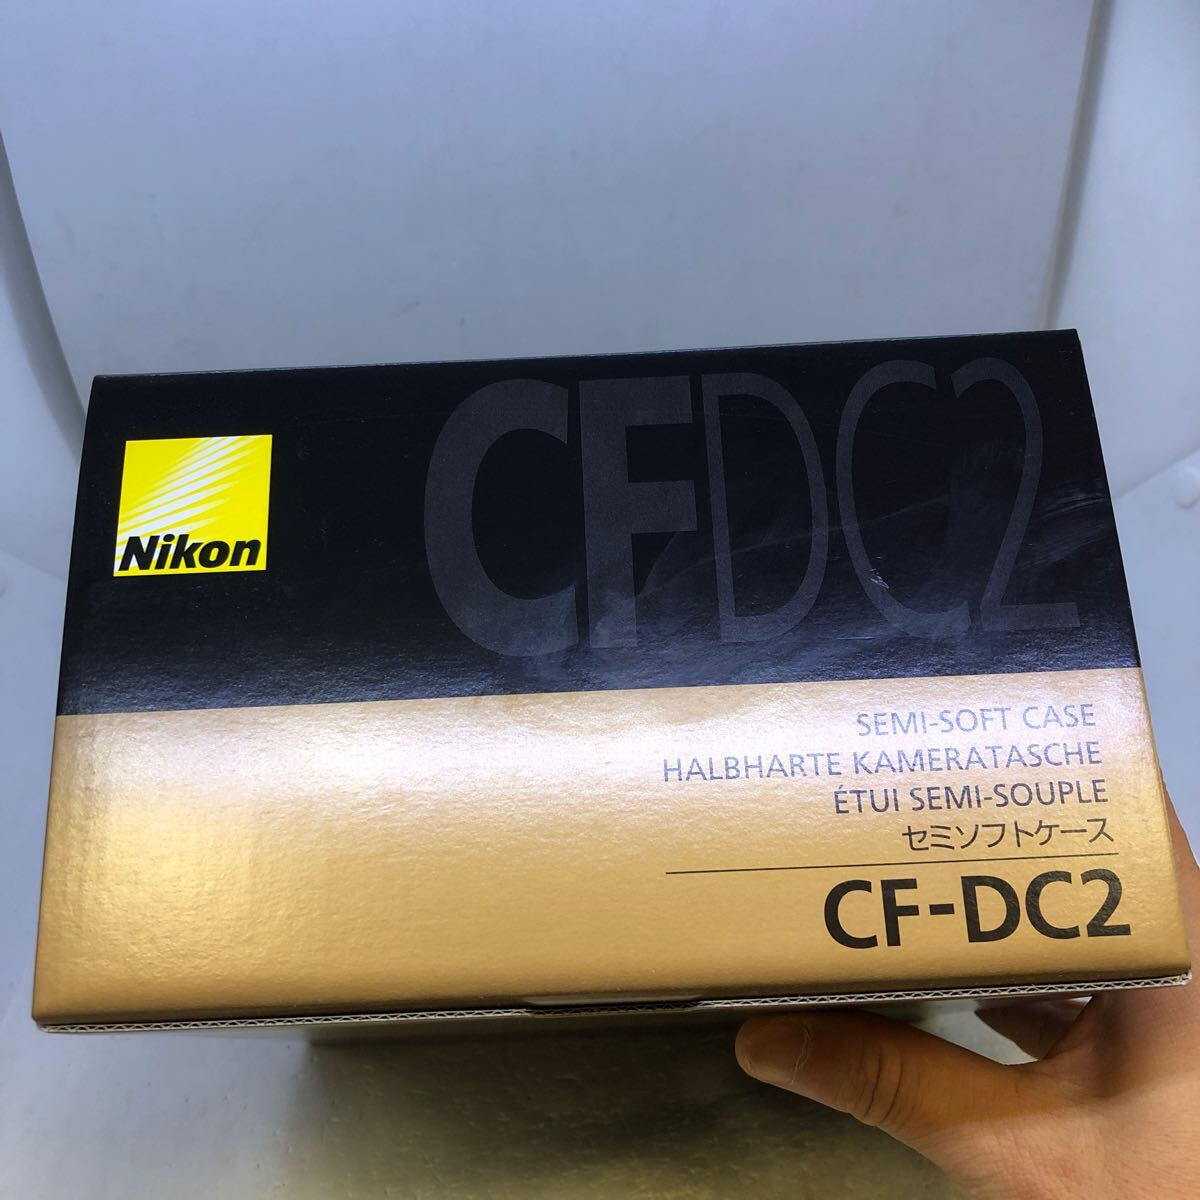 CFDC2
Nikon
SEMI-SOFT CASE
HALBHARTE KAMERATASCHE
ÉTUI SEMI-SOUPLE
セミソフトケース
CF-DC2